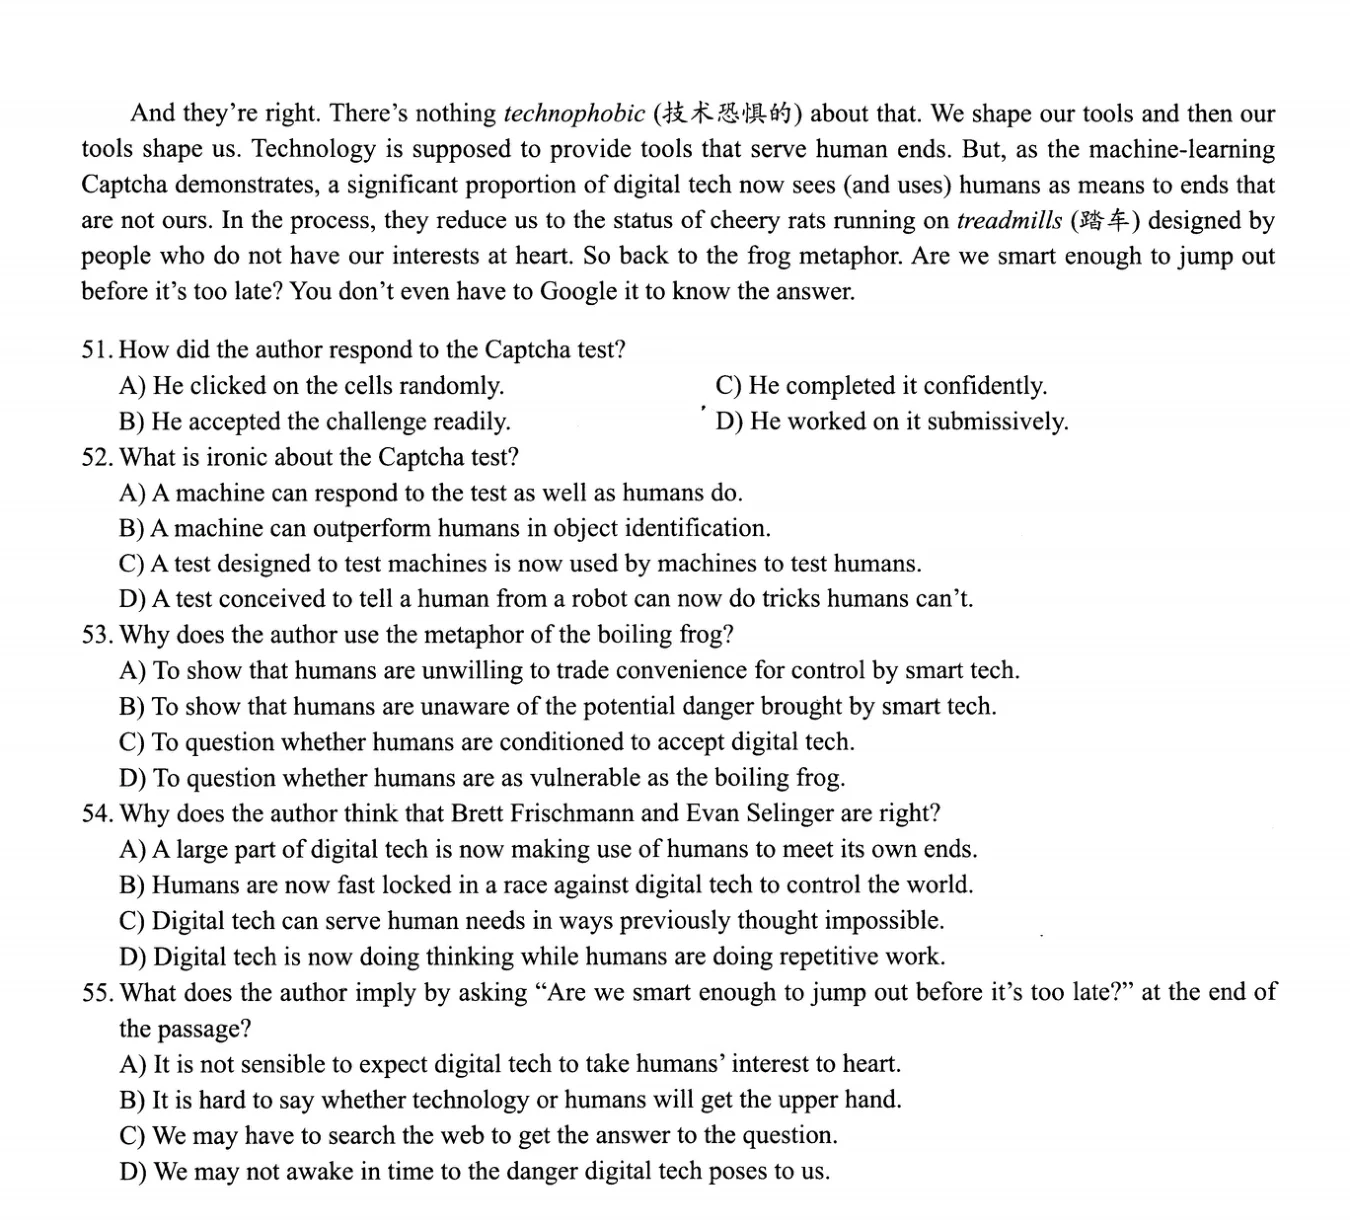 And they're right. There's nothing technophobic (技术恐惧的) about that. We shape our tools and then our
tools shape us. Technology is supposed to provide tools that serve human ends. But, as the machine-learning
Captcha demonstrates, a significant proportion of digital tech now sees (and uses) humans as means to ends that
are not ours. In the process, they reduce us to the status of cheery rats running on treadmills (踏车) designed by
people who do not have our interests at heart. So back to the frog metaphor. Are we smart enough to jump out
before it's too late? You don't even have to Google it to know the answer.
51. How did the author respond to the Captcha test?
A) He clicked on the cells randomly. C) He completed it confidently.
B) He accepted the challenge readily. D) He worked on it submissively.
52. What is ironic about the Captcha test?
A) A machine can respond to the test as well as humans do.
B) A machine can outperform humans in object identification.
C) A test designed to test machines is now used by machines to test humans.
D) A test conceived to tell a human from a robot can now do tricks humans can't.
53. Why does the author use the metaphor of the boiling frog?
A) To show that humans are unwilling to trade convenience for control by smart tech.
B) To show that humans are unaware of the potential danger brought by smart tech.
C) To question whether humans are conditioned to accept digital tech.
D) To question whether humans are as vulnerable as the boiling frog.
54. Why does the author think that Brett Frischmann and Evan Selinger are right?
A) A large part of digital tech is now making use of humans to meet its own ends.
B) Humans are now fast locked in a race against digital tech to control the world.
C) Digital tech can serve human needs in ways previously thought impossible.
D) Digital tech is now doing thinking while humans are doing repetitive work.
55. What does the author imply by asking “Are we smart enough to jump out before it's too late?” at the end of
the passage?
A) It is not sensible to expect digital tech to take humans' interest to heart.
B) It is hard to say whether technology or humans will get the upper hand.
C) We may have to search the web to get the answer to the question.
D) We may not awake in time to the danger digital tech poses to us.